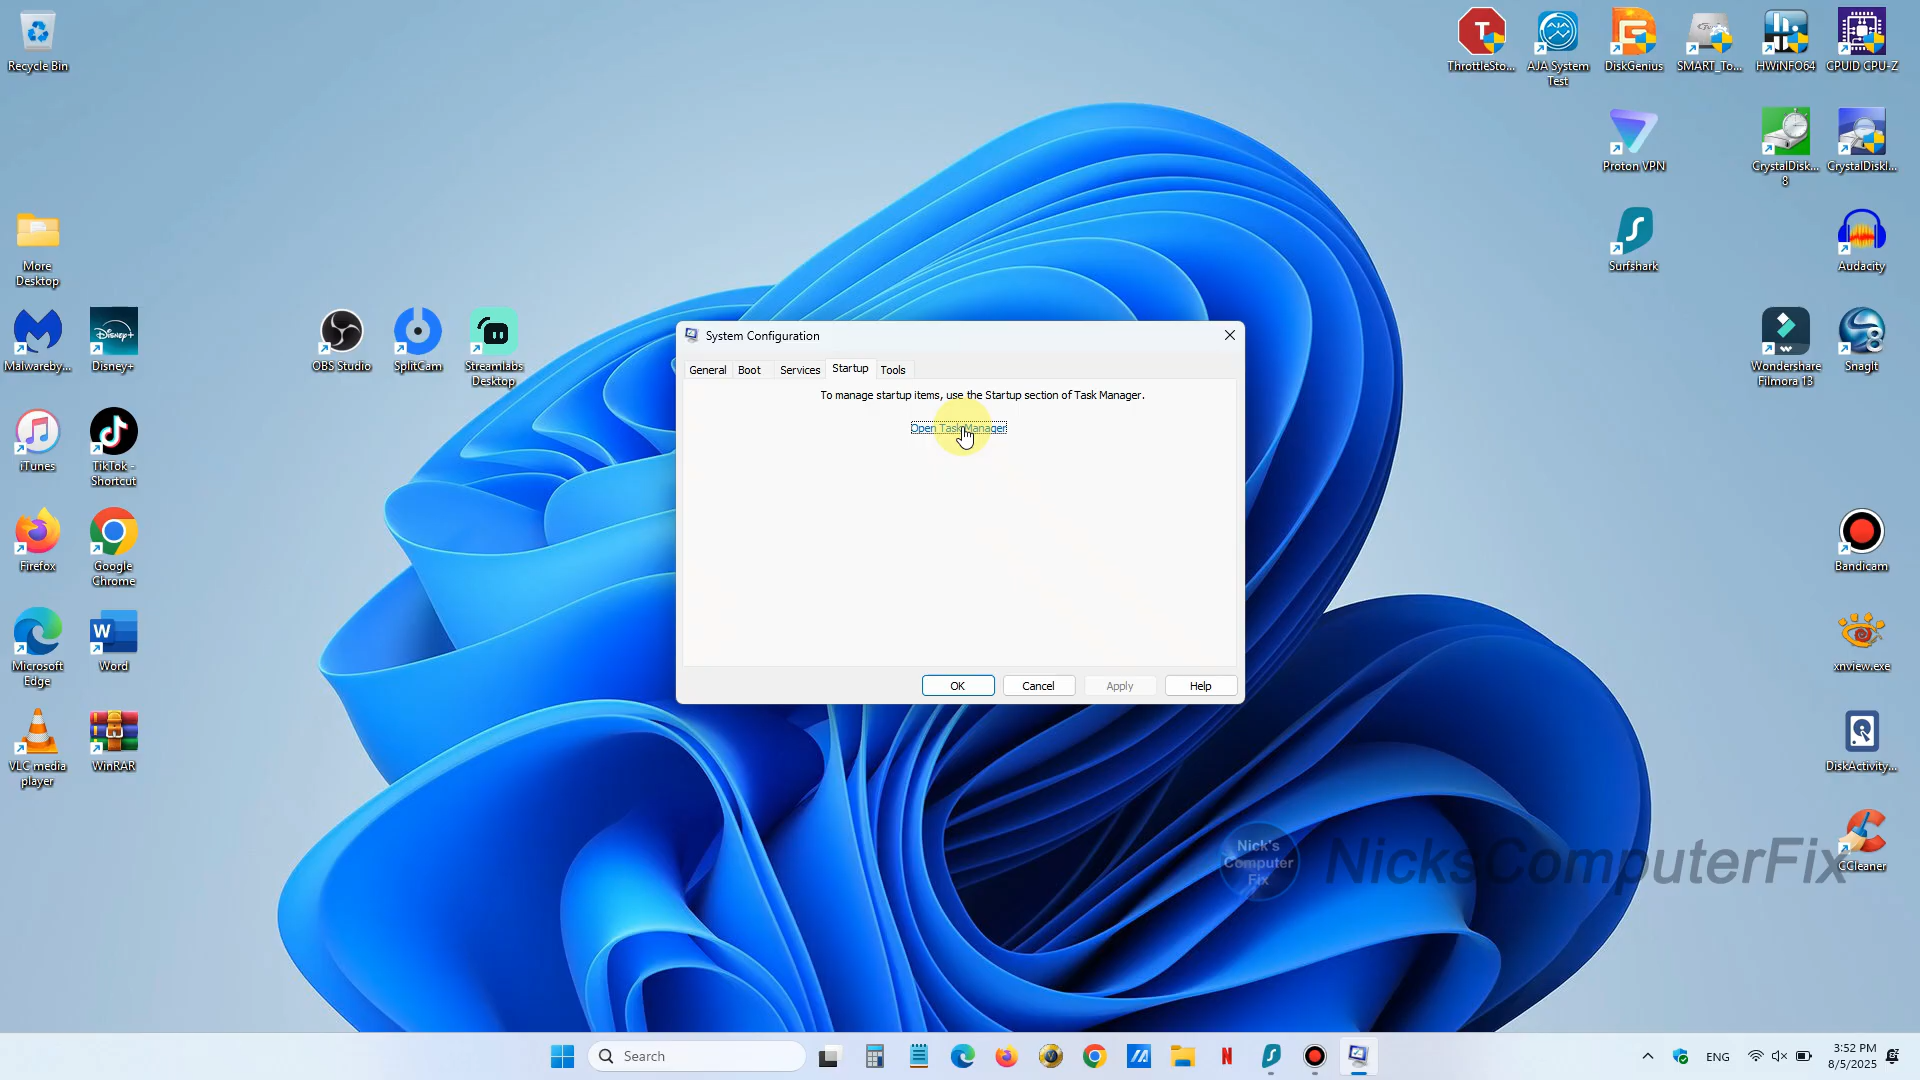 Recycle Bin
ThrottleSto...
AJA System
Test
DiskGenius
SMART_To...
HWiNFO64
CPUID CPU-Z
Proton VPN
CrystalDisk...
8
CrystalDiskI...
More
Desktop
Surfshark
Audacity
Malwareby...
Disney+
OBS Studio
SplitCam
Streamlabs
Desktop
System Configuration
General
Boot
Services
Startup
Tools
To manage startup items, use the Startup section of Task Manager.
Open Task Manager
OK
Cancel
Apply
Help
Wondershare
Filmora 13
Snagit
iTunes
TikTok -
Shortcut
Firefox
Google
Chrome
Bandicam
Microsoft
Edge
Word
xnview.exe
VLC media
player
WinRAR
DiskActivity...
Nick's
Computer
Fix
NicksComputerFix
CCleaner
Search
ENG
3:52 PM
8/5/2025